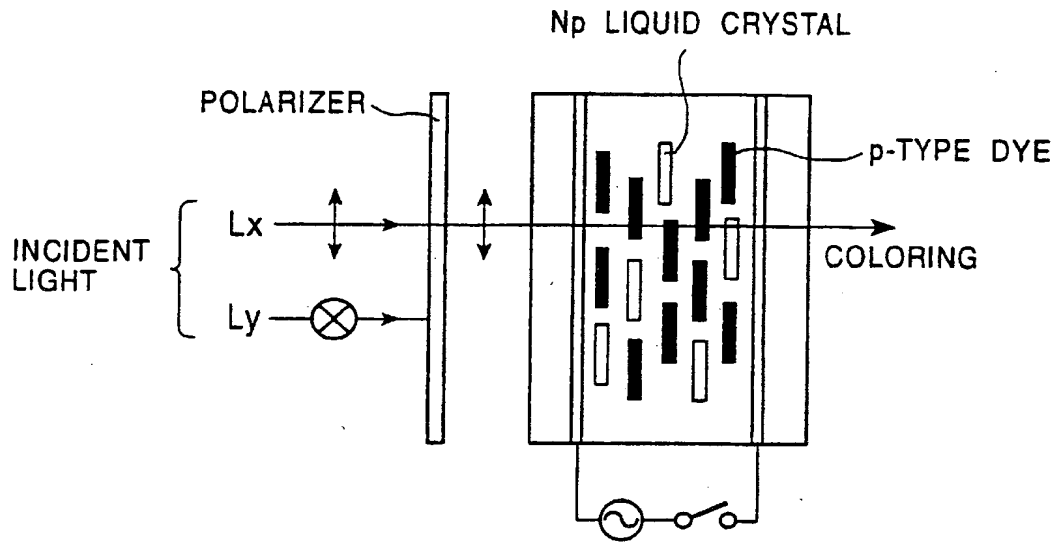 Np LIQUID CRYSTAL
POLARIZER
p-TYPE DYE
Lx
INCIDENT
LIGHT
COLORING
Ly